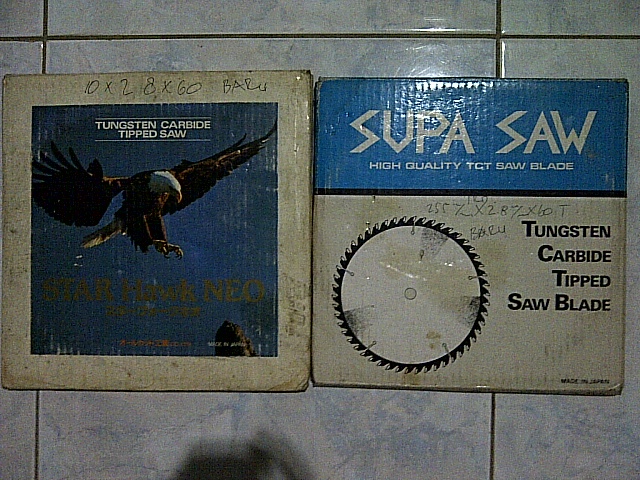 10 X 2 8 X 60 BARU
TUNGSTEN CARBIDE
TIPPED SAW
STAR Hawk NEO
MADE IN JAPAN
SUPA SAW
HIGH QUALITY TCT SAW BLADE
BARU
TUNGSTEN
CARBIDE
TIPPED
SAW BLADE
MADE IN JAPAN